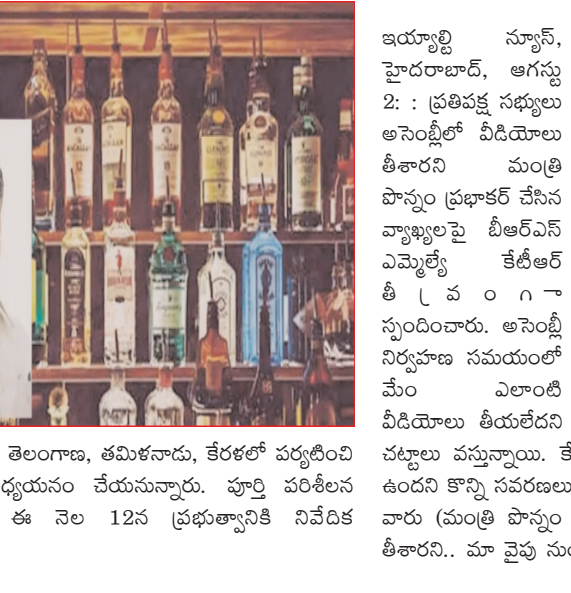 తెలంగాణ, తమిళనాడు, కేరళలో పర్యటించి
ధ్యయనం చేయనున్నారు. పూర్తి పరిశీలన
ఈ నెల 12న ప్రభుత్వానికి నివేదిక
ఇయ్యాల్టి న్యూస్,
హైదరాబాద్, ఆగస్టు
2: : ప్రతిపక్ష సభ్యులు
అసెంబ్లీలో వీడియోలు
తీశారని మంత్రి
పొన్నం ప్రభాకర్ చేసిన
వ్యాఖ్యలపై బీఆర్ఎస్
ఎమ్మెల్యే కేటీఆర్
తీవ్రంగా
స్పందించారు. అసెంబ్లీ
నిర్వహణ సమయంలో
మేం ఎలాంటి
వీడియోలు తీయలేదని
చట్టాలు వస్తున్నాయి. కే
ఉందని కొన్ని సవరణలు
వారు (మంత్రి పొన్నం
తీశారని.. మా వైపు నుం